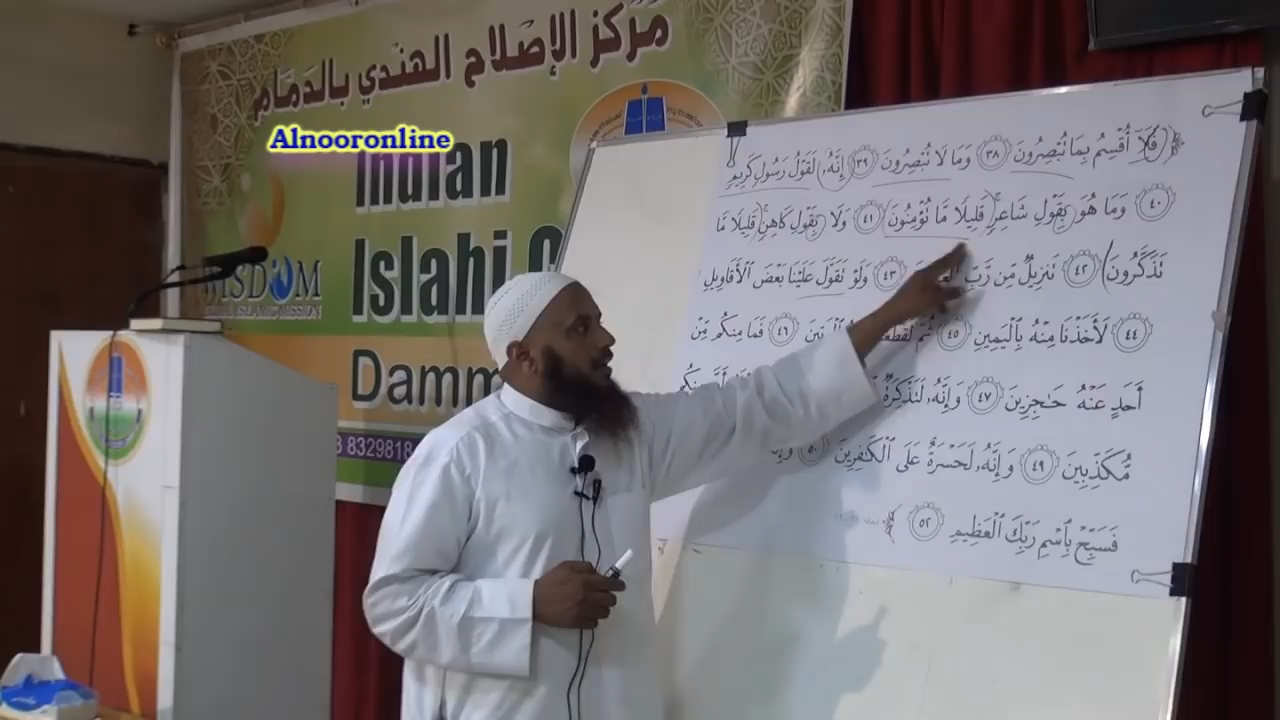 مركز الإصلاح الهندي بالدمام
Alnooronline
Indian
Islahi C
Damm
WISDOM
8329818
فَلَآ أُقْسِمُ بِمَا تُبْصِرُونَ ٣٨ وَمَا لَا تُبْصِرُونَ ٣٩ إِنَّهُۥ لَقَوْلُ رَسُولٍ كَرِيمٍ
٤٠ وَمَا هُوَ بِقَوْلِ شَاعِرٍ ۚ قَلِيلًا مَّا تُؤْمِنُونَ ٤١ وَلَا بِقَوْلِ كَاهِنٍ ۚ قَلِيلًا مَّا
تَذَكَّرُونَ ٤٢ تَنزِيلٌ مِّن رَّبِّ ٤٣ وَلَوْ تَقَوَّلَ عَلَيْنَا بَعْضَ ٱلْأَقَاوِيلِ
٤٤ لَأَخَذْنَا مِنْهُ بِٱلْيَمِينِ ٤٥ ثُمَّ ٤٦ فَمَا مِنكُم مِّنْ
أَحَدٍ عَنْهُ حَـٰجِزِينَ ٤٧ وَإِنَّهُۥ لَتَذْكِرَةٌ
مُّكَذِّبِينَ ٤٩ وَإِنَّهُۥ لَحَسْرَةٌ عَلَى ٱلْكَـٰفِرِينَ ٥٠
فَسَبِّحْ بِٱسْمِ رَبِّكَ ٱلْعَظِيمِ ٥٢